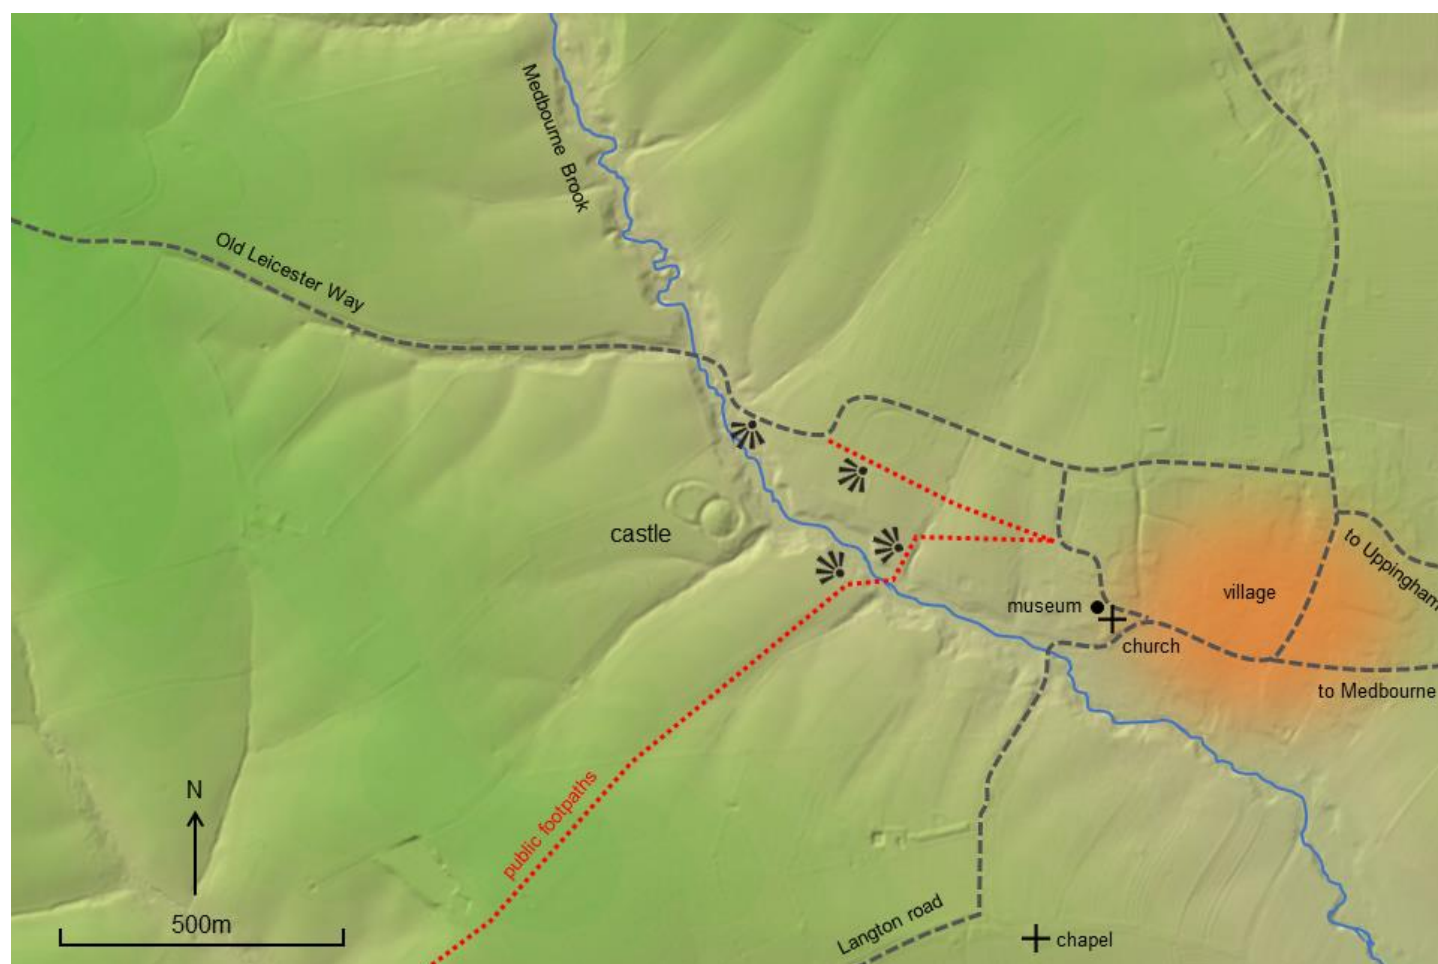 Medbourne Brook
Old Leicester Way
castle
to Uppingham
village
museum
church
to Medbourne
public footpaths
N
500m
Langton road
chapel